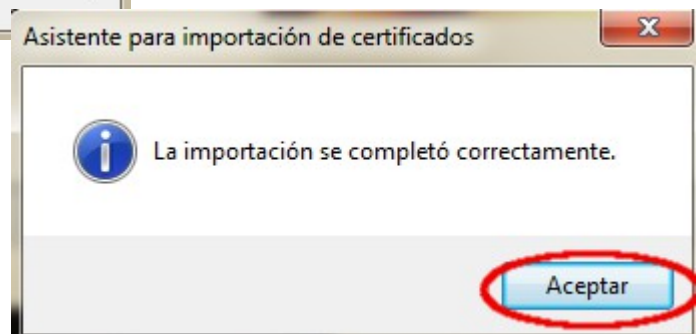 Asistente para importación de certificados
La importación se completó correctamente.
Aceptar